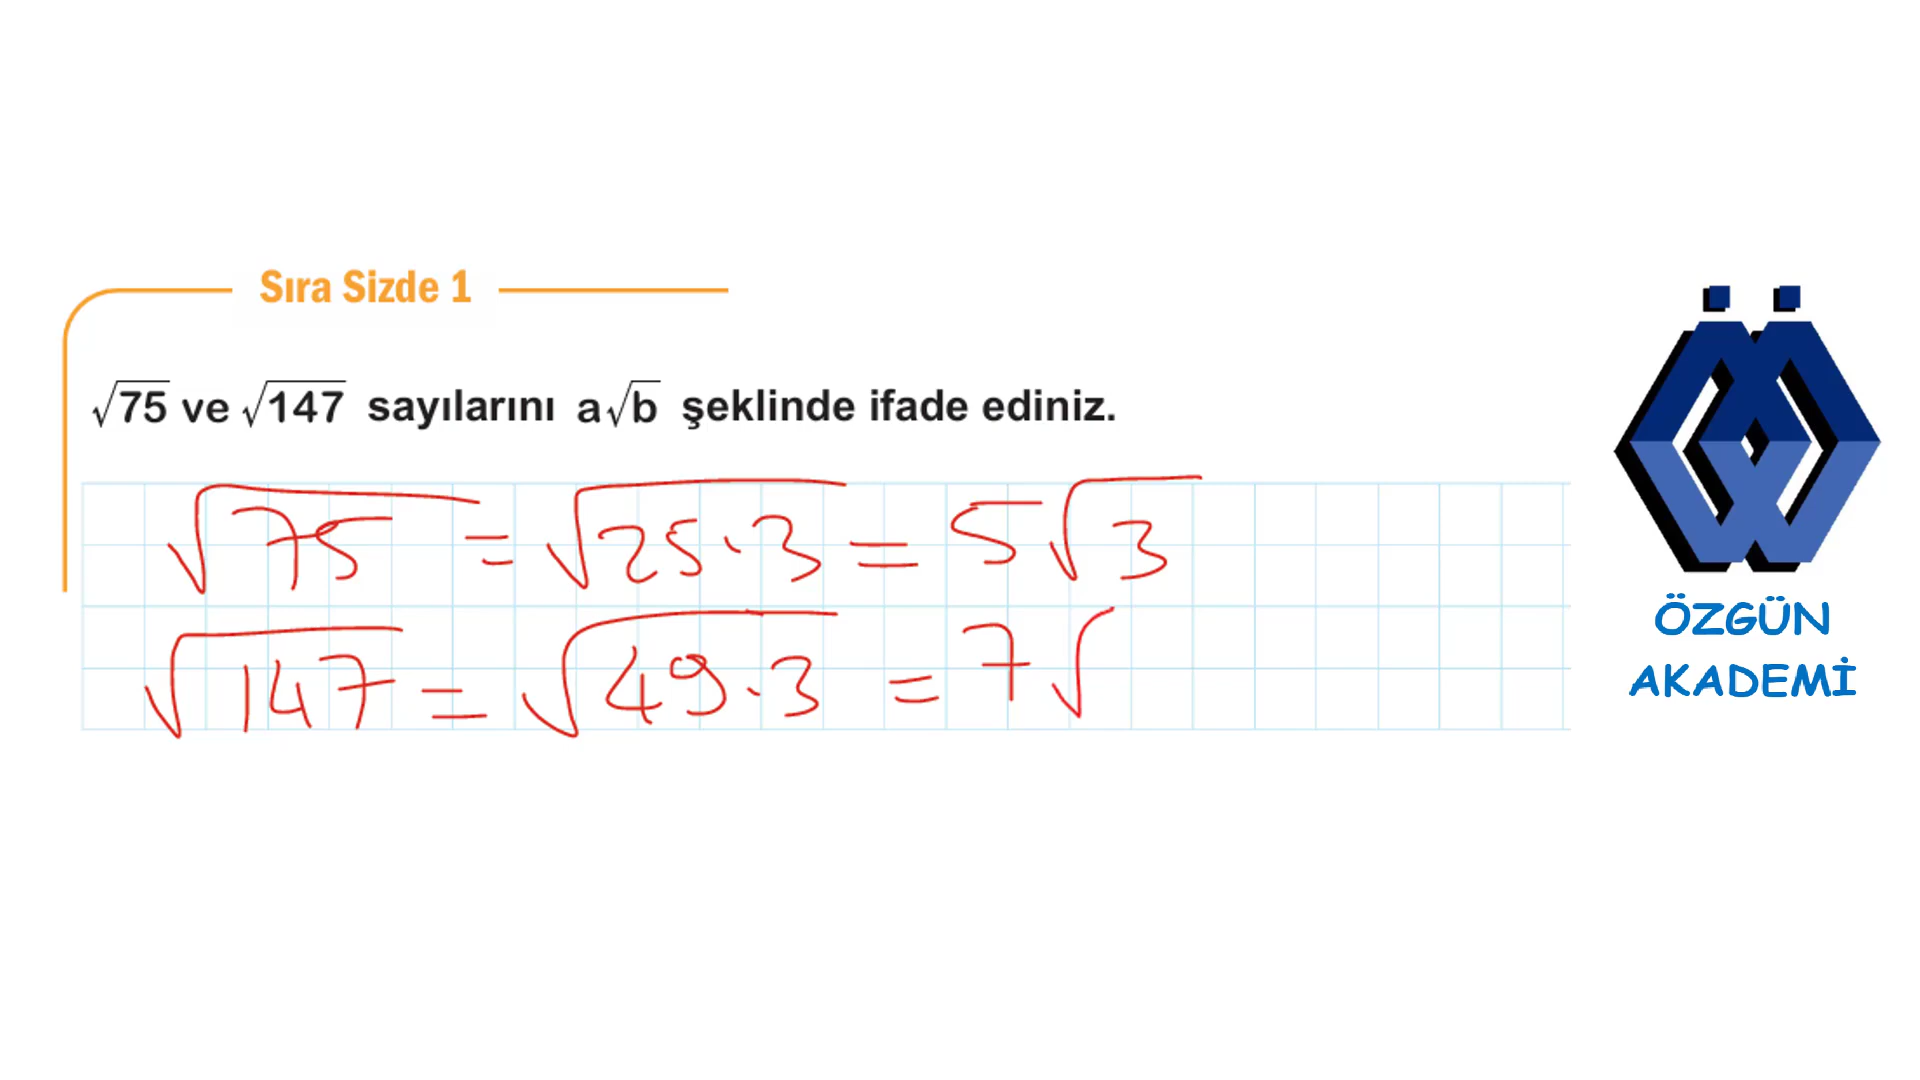 Sıra Sizde 1
√75 ve √147 sayılarını a√b şeklinde ifade ediniz.
√75 = √25·3 = 5√3
√147 = √49·3 = 7√
ÖZGÜN
AKADEMİ